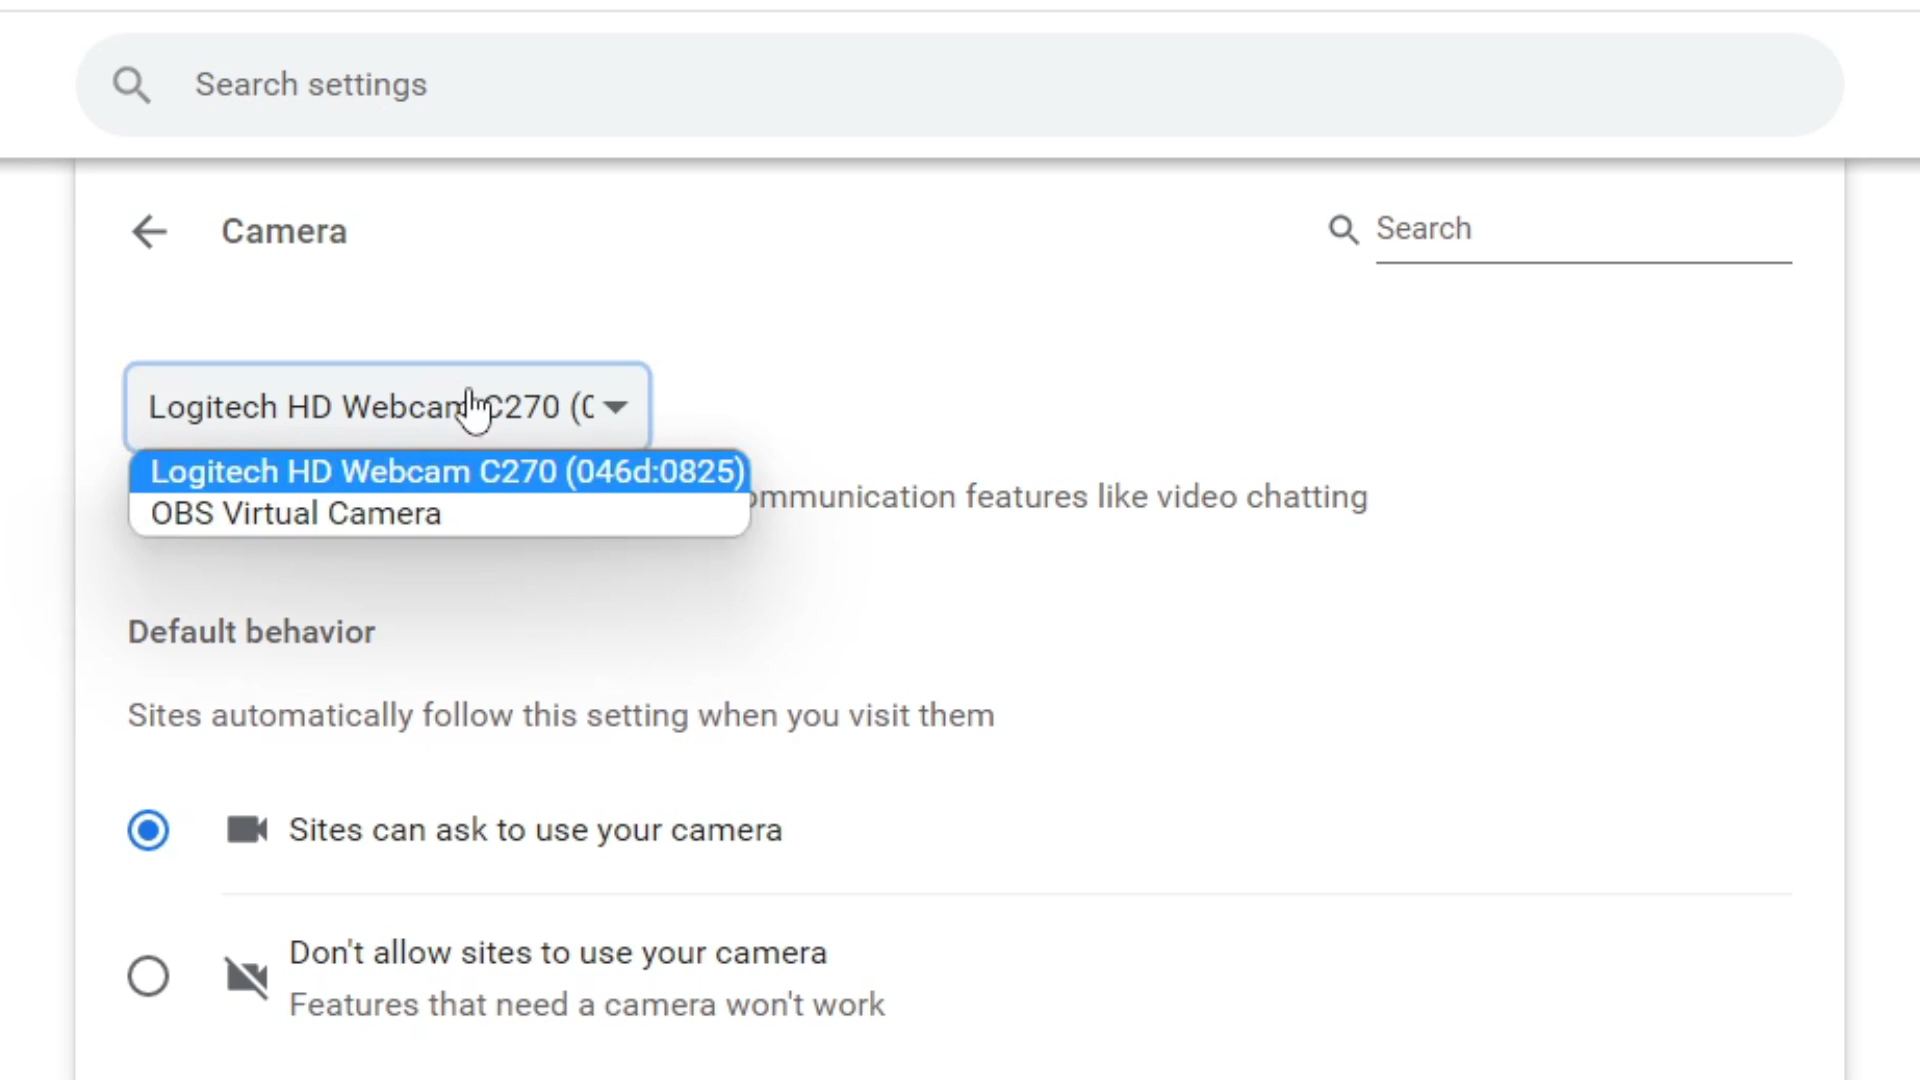 Search settings
Camera
Search
Logitech HD Webcam C270 (
Logitech HD Webcam C270 (046d:0825)
OBS Virtual Camera
features like video chatting
Default behavior
Sites automatically follow this setting when you visit them
Sites can ask to use your camera
Don't allow sites to use your camera
Features that need a camera won't work